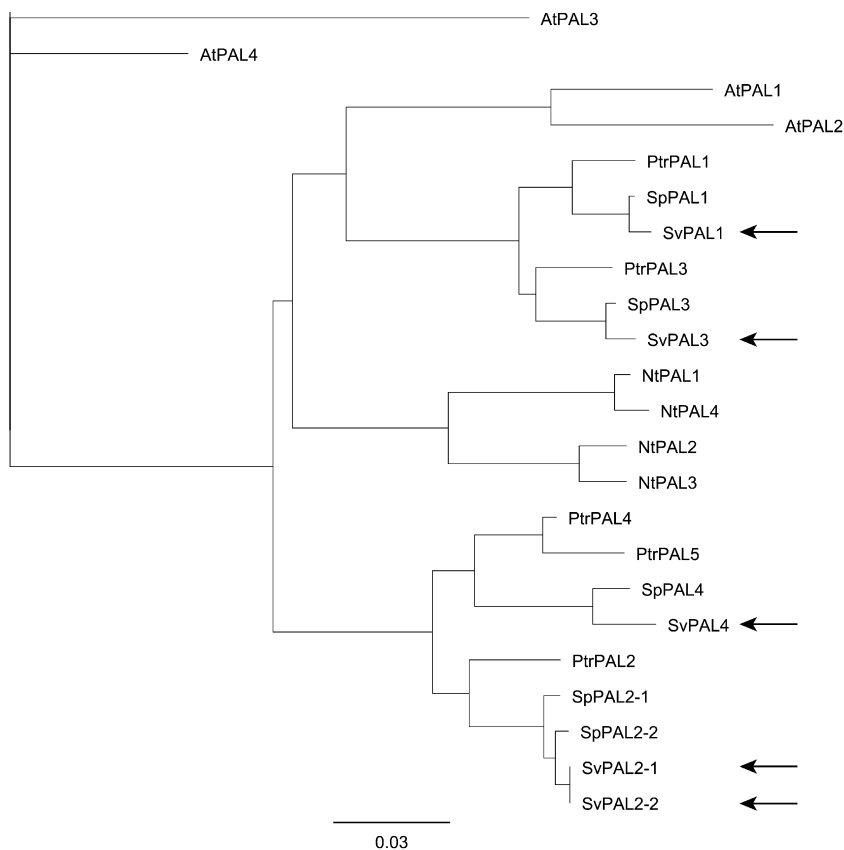 AtPAL3
AtPAL4
AtPAL1
AtPAL2
PtrPAL1
SpPAL1
SvPAL1
PtrPAL3
SpPAL3
SvPAL3
NtPAL1
NtPAL4
NtPAL2
NtPAL3
PtrPAL4
PtrPAL5
SpPAL4
SvPAL4
PtrPAL2
SpPAL2-1
SpPAL2-2
SvPAL2-1
SvPAL2-2
0.03